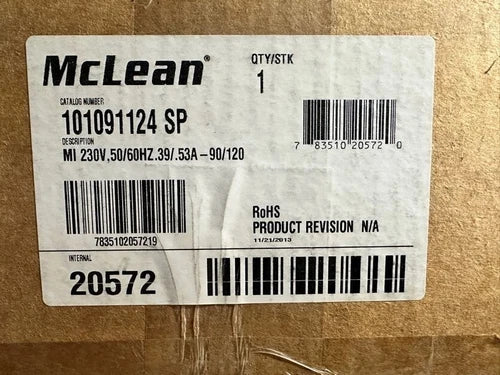 McLean®
QTY/STK
1
CATALOG NUMBER
101091124 SP
DESCRIPTION
MI 230V,50/60HZ.39/.53A-90/120
7 83510 20572 0
7835102057219
RoHS
PRODUCT REVISION N/A
11/21/2013
INTERNAL
20572